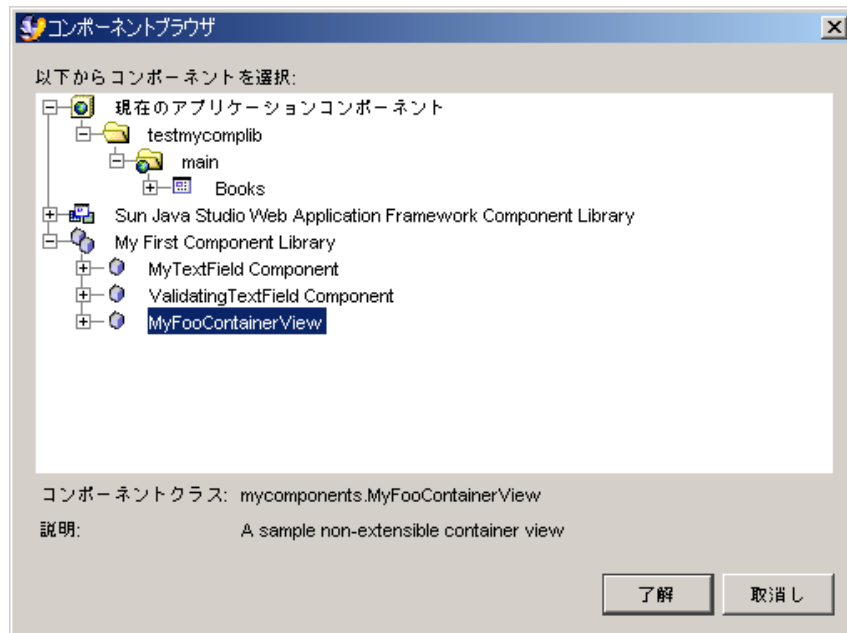 コンポーネントブラウザ
以下からコンポーネントを選択:
現在のアプリケーションコンポーネント
testmycomplib
main
Books
Sun Java Studio Web Application Framework Component Library
My First Component Library
MyTextField Component
ValidatingTextField Component
MyFooContainerView
コンポーネントクラス: mycomponents.MyFooContainerView
説明: A sample non-extensible container view
了解 取消し